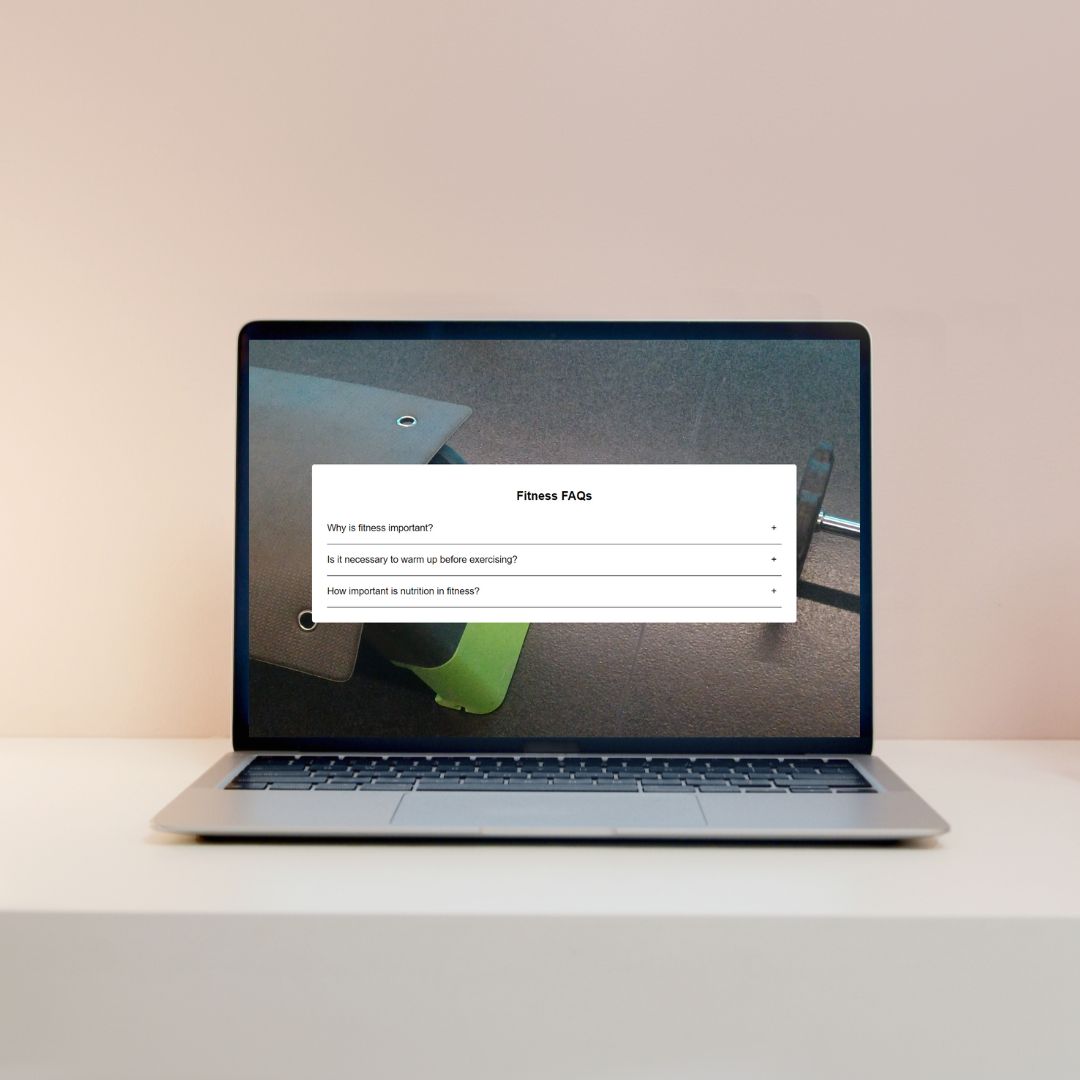 Fitness FAQs
Why is fitness important? +
Is it necessary to warm up before exercising? +
How important is nutrition in fitness? +